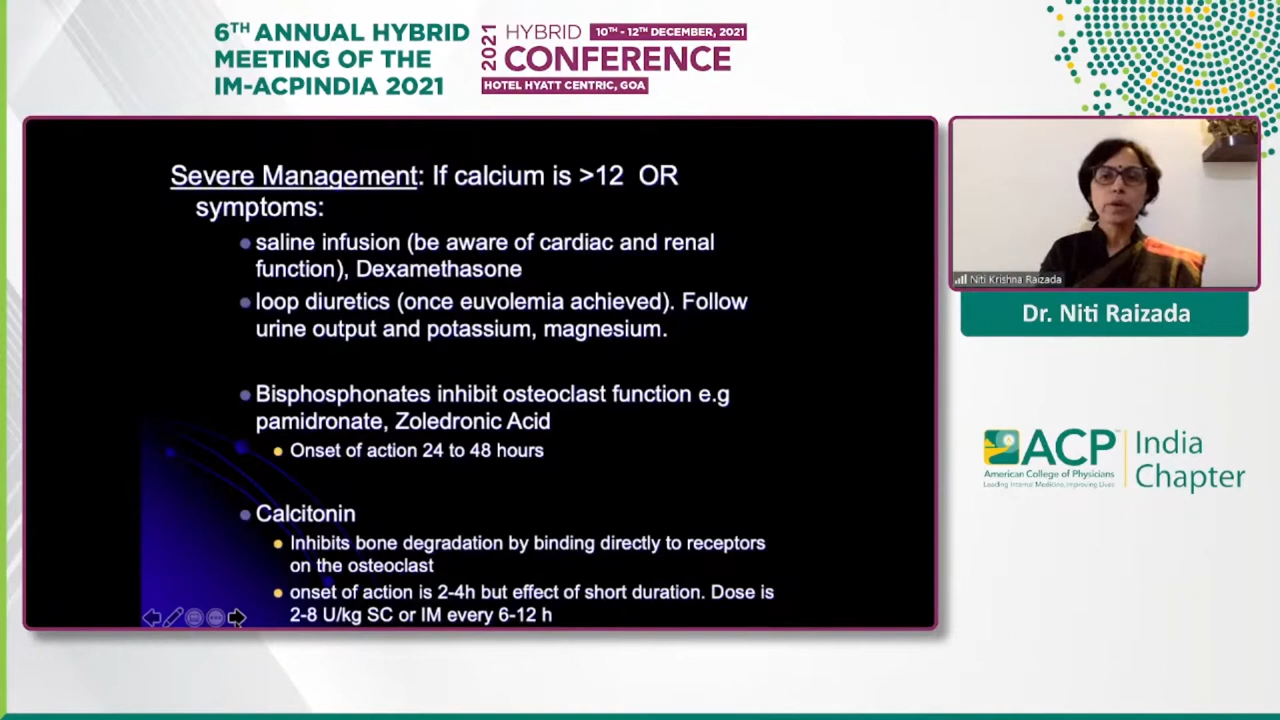 6TH ANNUAL HYBRID
MEETING OF THE
IM-ACPINDIA 2021
2021
HYBRID
10TH - 12TH DECEMBER, 2021
CONFERENCE
HOTEL HYATT CENTRIC, GOA
Severe Management: If calcium is >12 OR
symptoms:
saline infusion (be aware of cardiac and renal
function), Dexamethasone
loop diuretics (once euvolemia achieved). Follow
urine output and potassium, magnesium.
Bisphosphonates inhibit osteoclast function e.g
pamidronate, Zoledronic Acid
Onset of action 24 to 48 hours
Calcitonin
Inhibits bone degradation by binding directly to receptors
on the osteoclast
onset of action is 2-4h but effect of short duration. Dose is
2-8 U/kg SC or IM every 6-12 h
Niti Krishna Raizada
Dr. Niti Raizada
ACP
American College of Physicians
Leading Internal Medicine, Improving Lives
India
Chapter